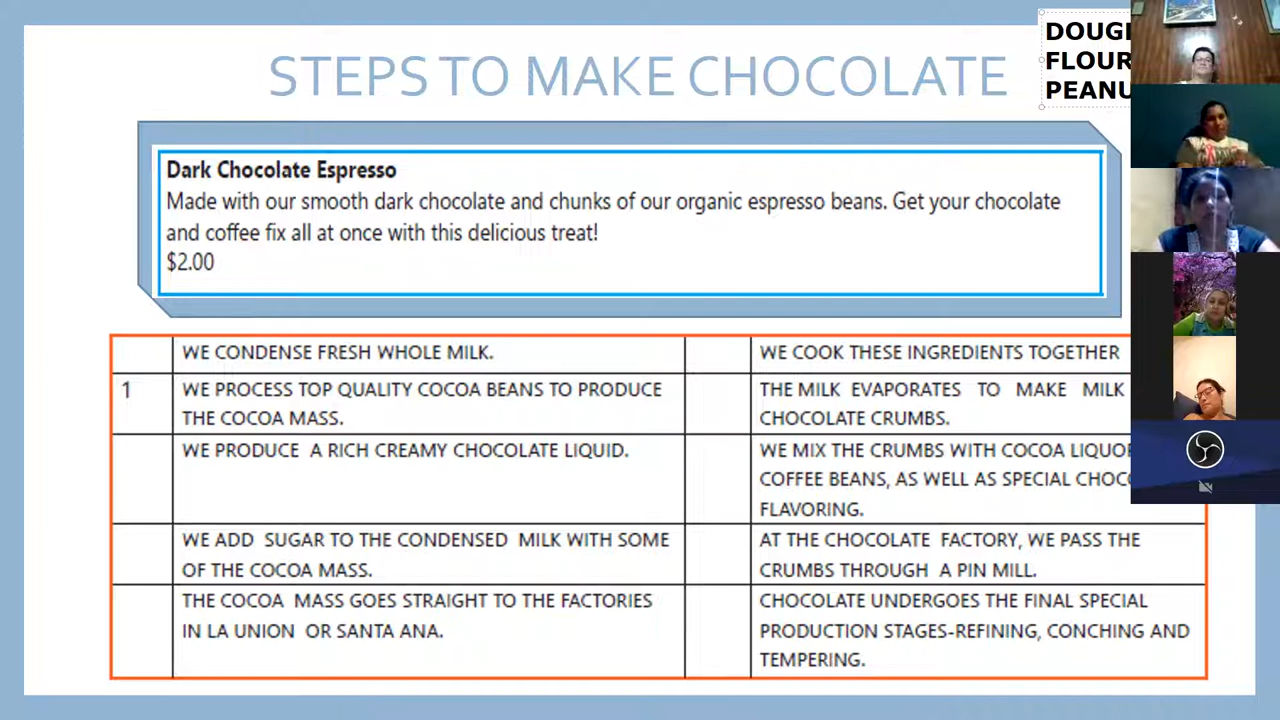 STEPS TO MAKE CHOCOLATE
FLOUR
Dark Chocolate Espresso
Made with our smooth dark chocolate and chunks of our organic espresso beans. Get your chocolate
and coffee fix all at once with this delicious treat!
$2.00
WE CONDENSE FRESH WHOLE MILK.
WE COOK THESE INGREDIENTS TOGETHER
1
WE PROCESS TOP QUALITY COCOA BEANS TO PRODUCE
THE COCOA MASS.
THE MILK EVAPORATES TO MAKE MILK
CHOCOLATE CRUMBS.
WE PRODUCE A RICH CREAMY CHOCOLATE LIQUID.
WE MIX THE CRUMBS WITH COCOA
COFFEE BEANS, AS WELL AS SPECIAL
FLAVORING.
WE ADD SUGAR TO THE CONDENSED MILK WITH SOME
OF THE COCOA MASS.
AT THE CHOCOLATE FACTORY, WE PASS THE
CRUMBS THROUGH A PIN MILL.
THE COCOA MASS GOES STRAIGHT TO THE FACTORIES
IN LA UNION OR SANTA ANA.
CHOCOLATE UNDERGOES THE FINAL SPECIAL
PRODUCTION STAGES-REFINING, CONCHING AND
TEMPERING.